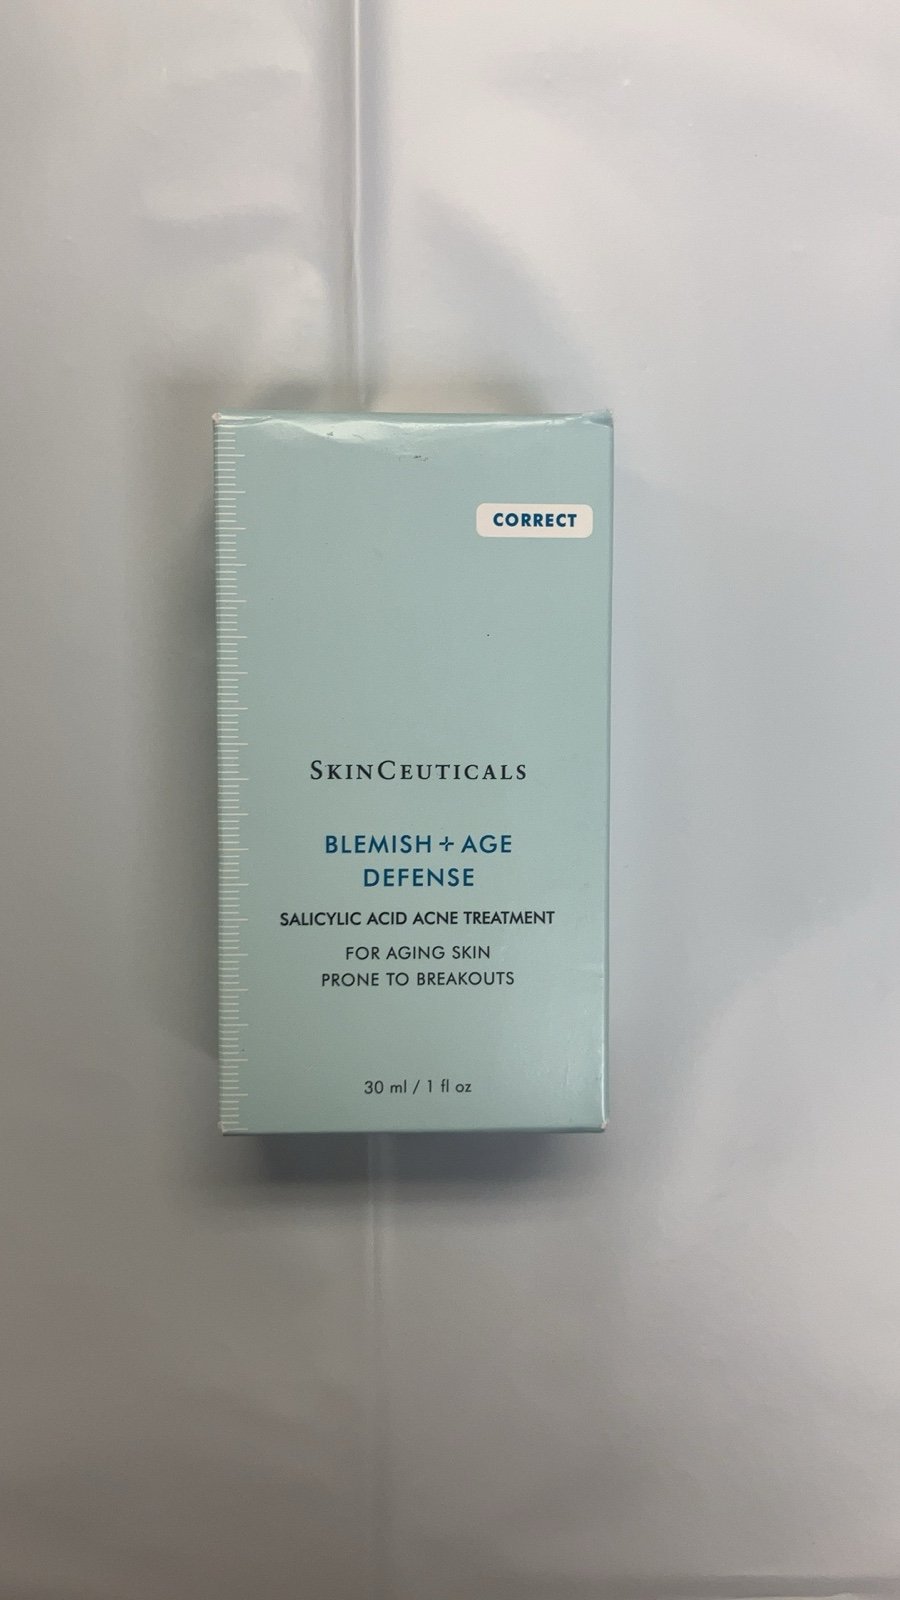 CORRECT
SKINCEUTICALS
BLEMISH + AGE
DEFENSE
SALICYLIC ACID ACNE TREATMENT
FOR AGING SKIN
PRONE TO BREAKOUTS
30 ml / 1 fl oz